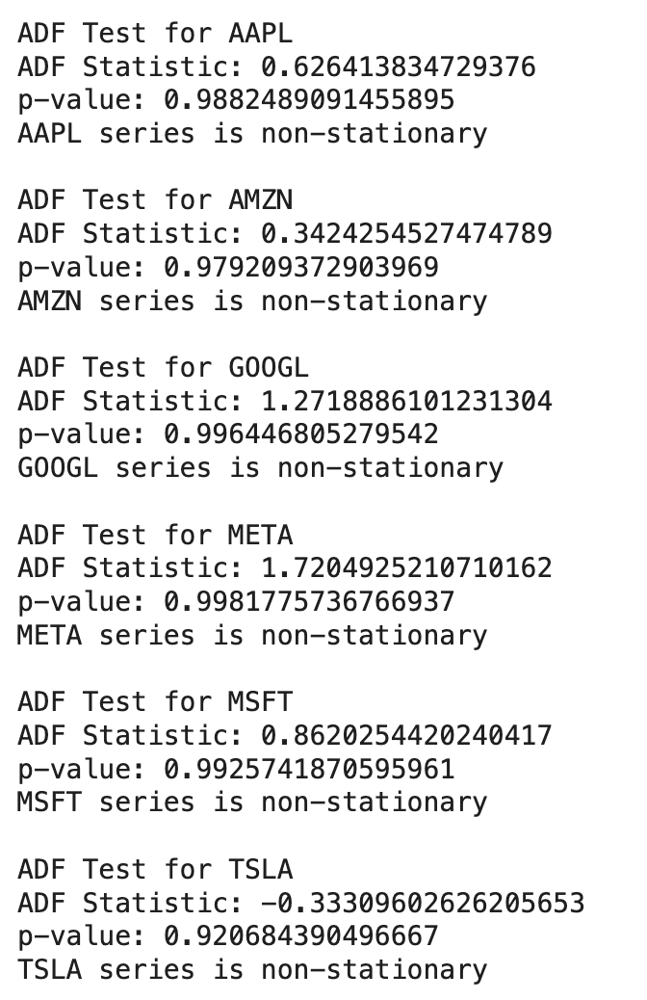 ADF Test for AAPL
ADF Statistic: 0.626413834729376
p-value: 0.9882489091455895
AAPL series is non-stationary
ADF Test for AMZN
ADF Statistic: 0.3424254527474789
p-value: 0.979209372903969
AMZN series is non-stationary
ADF Test for GOOGL
ADF Statistic: 1.2718886101231304
p-value: 0.996446805279542
GOOGL series is non-stationary
ADF Test for META
ADF Statistic: 1.7204925210710162
p-value: 0.9981775736766937
META series is non-stationary
ADF Test for MSFT
ADF Statistic: 0.8620254420240417
p-value: 0.9925741870595961
MSFT series is non-stationary
ADF Test for TSLA
ADF Statistic: -0.33309602626205653
p-value: 0.920684390496667
TSLA series is non-stationary